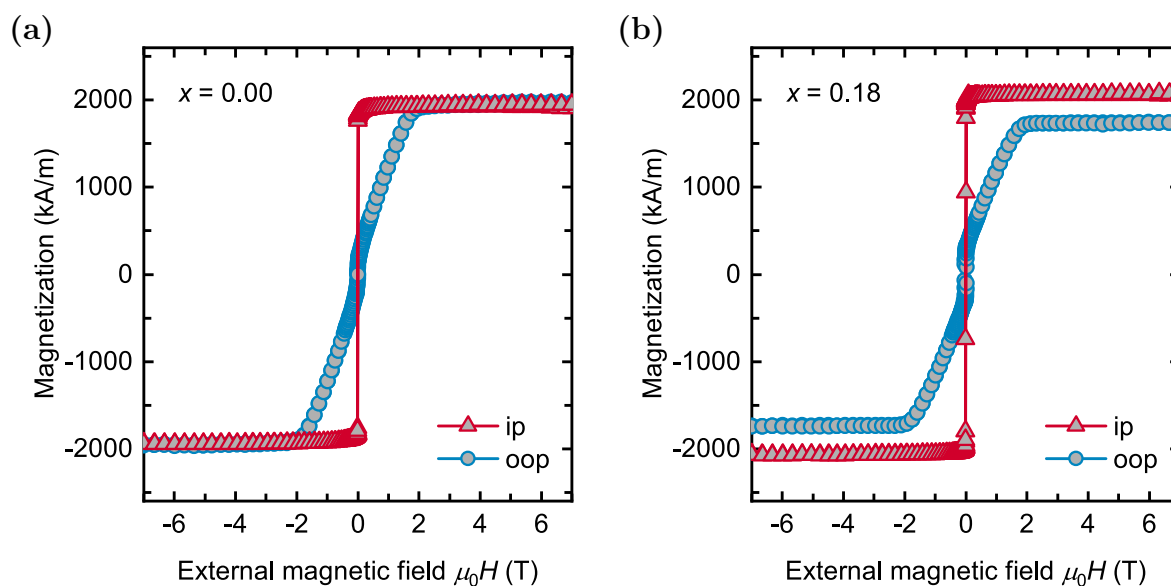 (a)
x = 0.00
2000
1000
0
-1000
-2000
Magnetization (kA/m)
ip
oop
-6 -4 -2 0 2 4 6
External magnetic field μ₀H (T)
(b)
x = 0.18
2000
1000
0
-1000
-2000
Magnetization (kA/m)
ip
oop
-6 -4 -2 0 2 4 6
External magnetic field μ₀H (T)